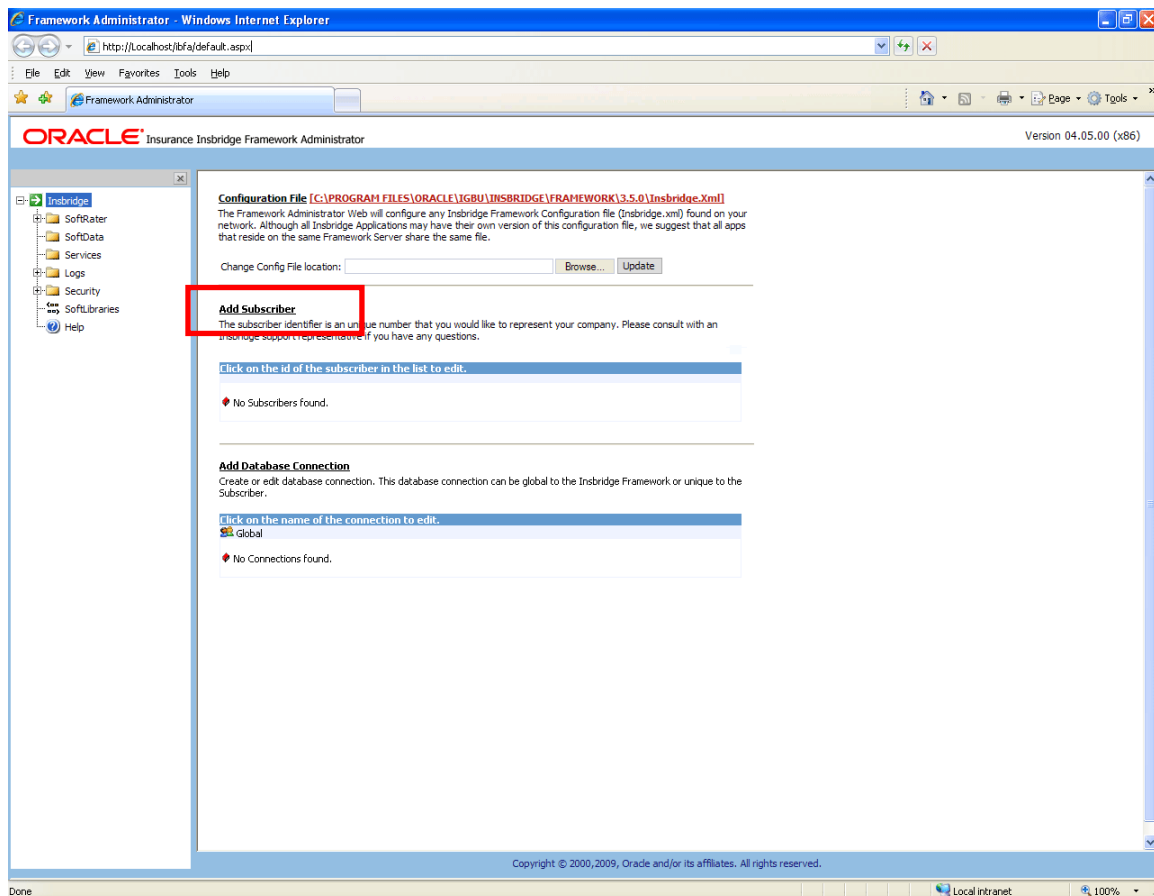 Framework Administrator - Windows Internet Explorer
http://Localhost/ibfa/default.aspx
File Edit View Favorites Tools Help
Framework Administrator
Page Tools
ORACLE Insurance Insbridge Framework Administrator
Version 04.05.00 (x86)
Insbridge
SoftRater
SoftData
Services
Logs
Security
SoftLibraries
Help
Configuration File [C:\PROGRAM FILES\ORACLE\IGBU\INSBRIDGE\FRAMEWORK\3.5.0\Insbridge.Xml]
The Framework Administrator Web will configure any Insbridge Framework Configuration file (Insbridge.xml) found on your
network. Although all Insbridge Applications may have their own version of this configuration file, we suggest that all apps
that reside on the same Framework Server share the same file.
Change Config File location: Browse... Update
Add Subscriber
The subscriber identifier is an unique number that you would like to represent your company. Please consult with an
Insbridge support representative if you have any questions.
Click on the id of the subscriber in the list to edit.
No Subscribers found.
Add Database Connection
Create or edit database connection. This database connection can be global to the Insbridge Framework or unique to the
Subscriber.
Click on the name of the connection to edit.
Global
No Connections found.
Copyright © 2000,2009, Oracle and/or its affiliates. All rights reserved.
Done
Local intranet
100%